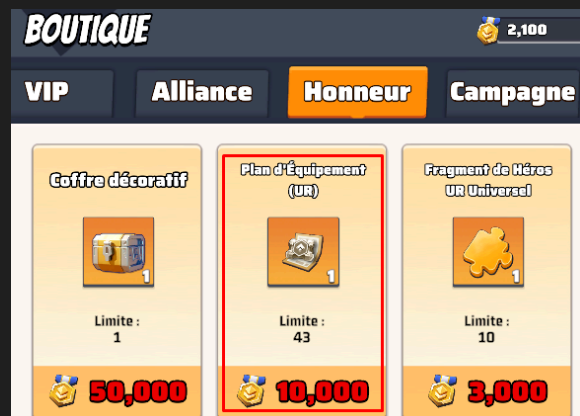 BOUTIQUE
2,100
VIP
Alliance
Honneur
Campagne
Coffre décoratif
1
Limite :
1
50,000
Plan d'Équipement
(UR)
1
Limite :
43
10,000
Fragment de Héros
UR Universel
1
Limite :
10
3,000